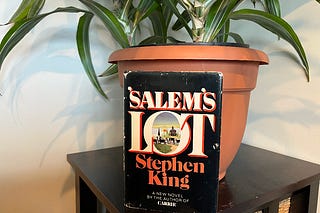 'SALEM'S
LOT
Stephen
King
A NEW NOVEL
BY THE AUTHOR OF
CARRIE